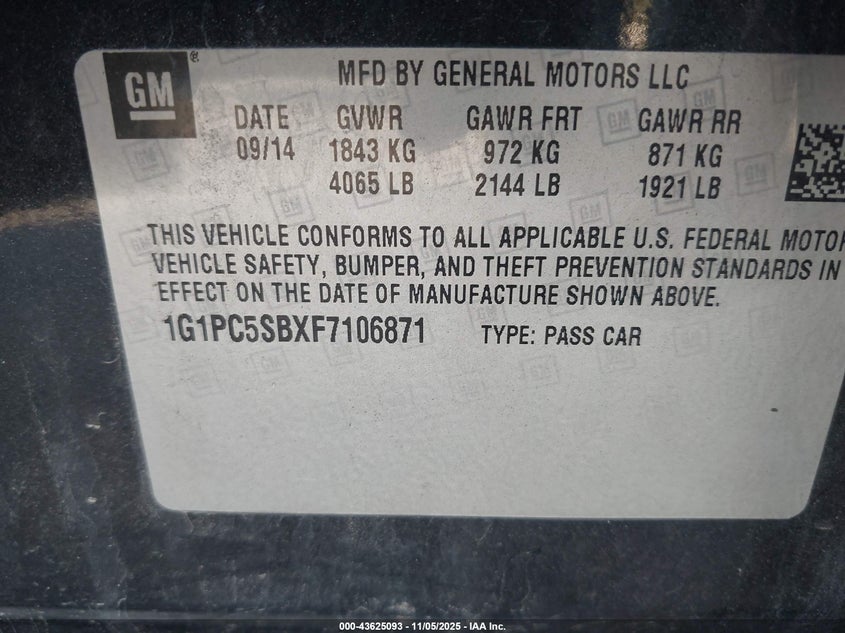 GM
MFD BY GENERAL MOTORS LLC
DATE GVWR GAWR FRT GAWR RR
09/14 1843 KG 972 KG 871 KG
4065 LB 2144 LB 1921 LB
THIS VEHICLE CONFORMS TO ALL APPLICABLE U.S. FEDERAL MOTOR
VEHICLE SAFETY, BUMPER, AND THEFT PREVENTION STANDARDS IN
EFFECT ON THE DATE OF MANUFACTURE SHOWN ABOVE.
1G1PC5SBXF7106871 TYPE: PASS CAR
000-43625093 - 11/05/2025 - IAA Inc.